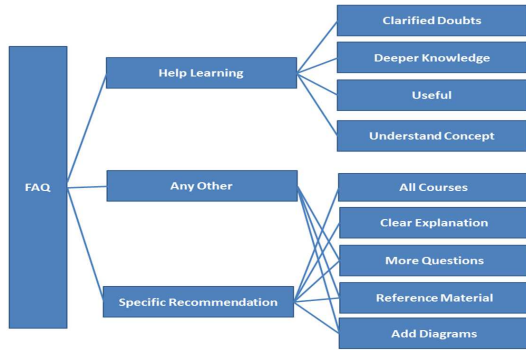 FAQ
Help Learning
Any Other
Specific Recommendation
Clarified Doubts
Deeper Knowledge
Useful
Understand Concept
All Courses
Clear Explanation
More Questions
Reference Material
Add Diagrams